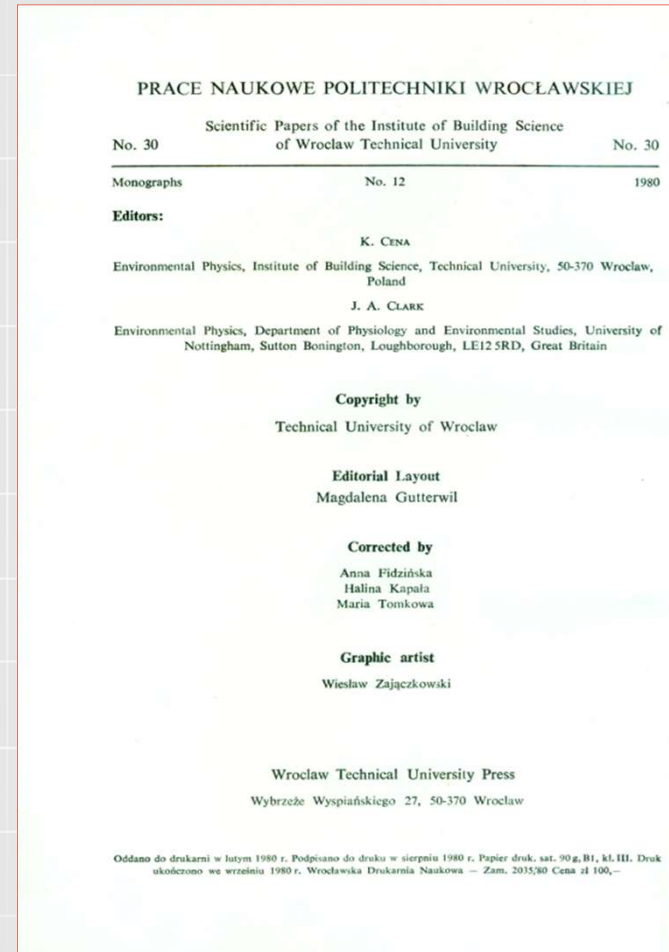 PRACE NAUKOWE POLITECHNIKI WROCŁAWSKIEJ
Scientific Papers of the Institute of Building Science
No. 30 of Wroclaw Technical University No. 30
Monographs No. 12 1980
Editors:
K. CENA
Environmental Physics, Institute of Building Science, Technical University, 50-370 Wrocław,
Poland
J. A. CLARK
Environmental Physics, Department of Physiology and Environmental Studies, University of
Nottingham, Sutton Bonington, Loughborough, LE12 5RD, Great Britain
Copyright by
Technical University of Wroclaw
Editorial Layout
Magdalena Gutterwil
Corrected by
Anna Fidzińska
Halina Kapała
Maria Tomkowa
Graphic artist
Wiesław Zajączkowski
Wroclaw Technical University Press
Wybrzeże Wyspiańskiego 27, 50-370 Wrocław
Oddano do drukarni w lutym 1980 r. Podpisano do druku w sierpniu 1980 r. Papier druk. sat. 90 g, B1, kl. III. Druk
ukończono we wrześniu 1980 r. Wrocławska Drukarnia Naukowa — Zam. 2035/80 Cena zł 100,—